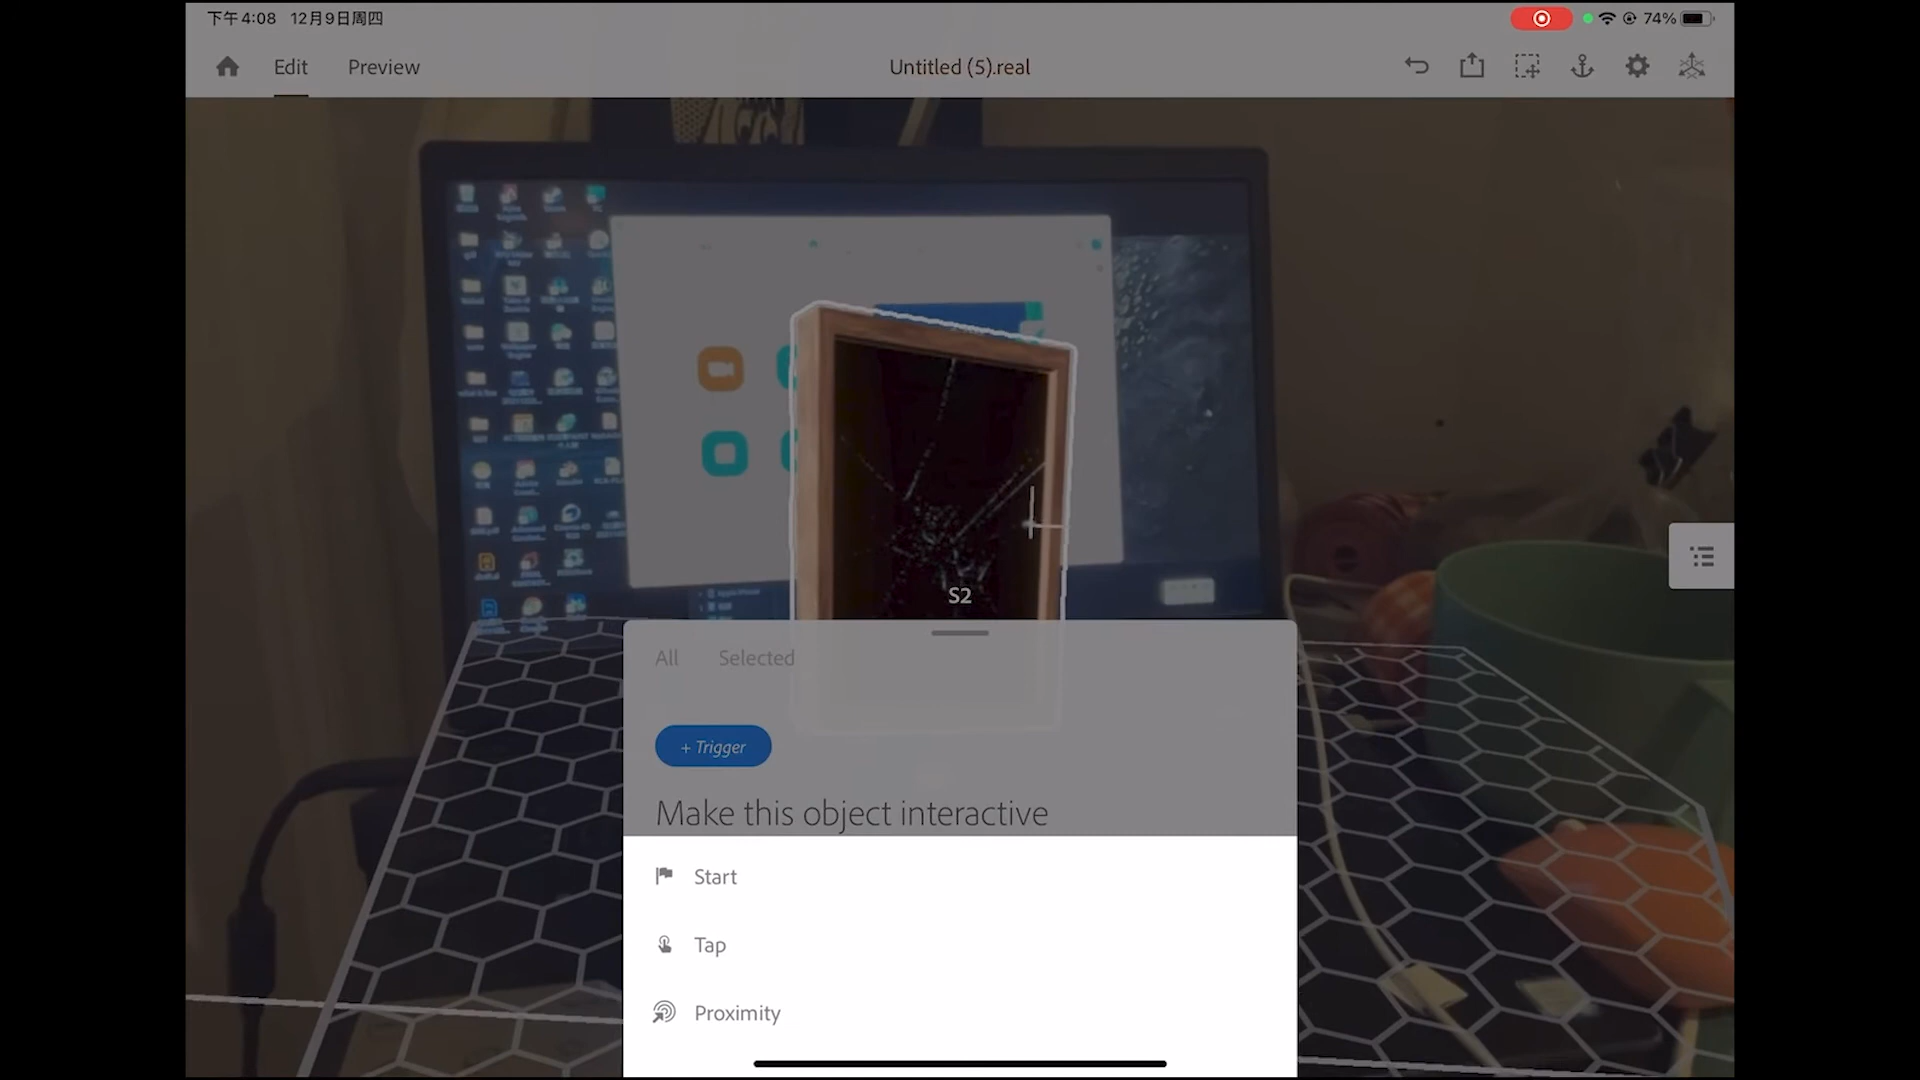 下午4:08 12月9日周四
74%
Edit Preview Untitled (5).real
S2
All Selected
+ Trigger
Make this object interactive
Start
Tap
Proximity